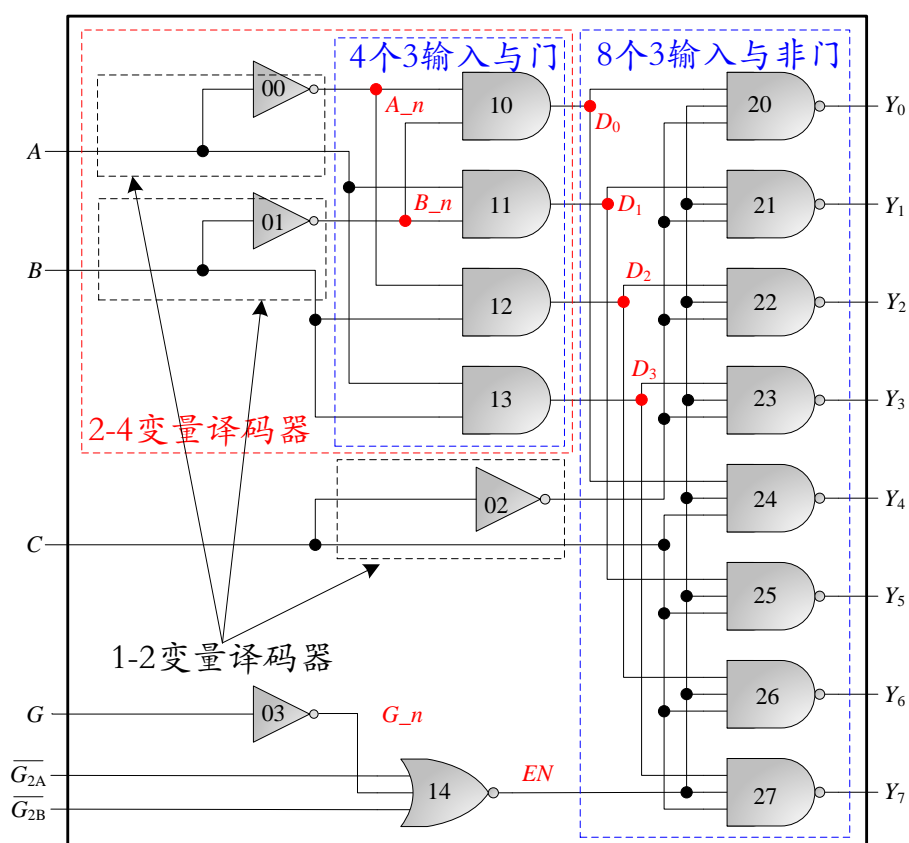 4个3输入与门
8个3输入与非门
00
A_n
10
D₀
20
Y₀
A
B_n
11
D₁
21
Y₁
01
B
D₂
12
22
Y₂
D₃
13
23
Y₃
2-4变量译码器
02
24
Y₄
C
25
Y₅
1-2变量译码器
26
Y₆
G
03
G_n
G̅₂A̅
EN
14
27
Y₇
G̅₂B̅